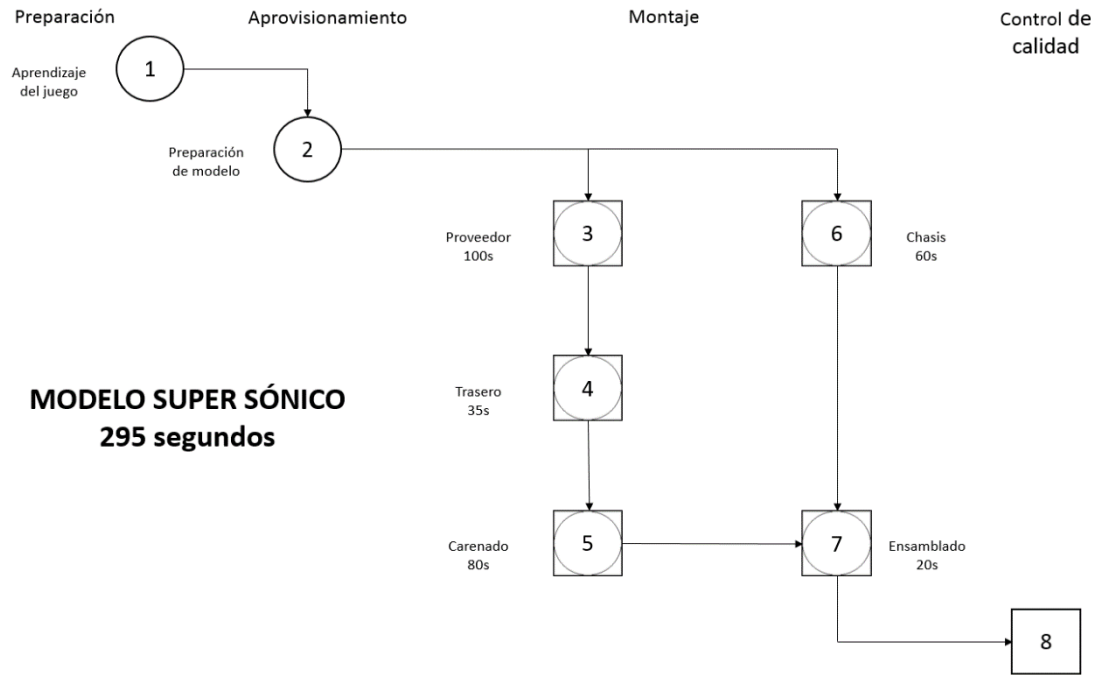 Preparación
Aprovisionamiento
Montaje
Control de
calidad
Aprendizaje
del juego
1
Preparación
de modelo
2
Proveedor
100s
3
6
Chasis
60s
MODELO SUPER SÓNICO
295 segundos
Trasero
35s
4
Carenado
80s
5
7
Ensamblado
20s
8